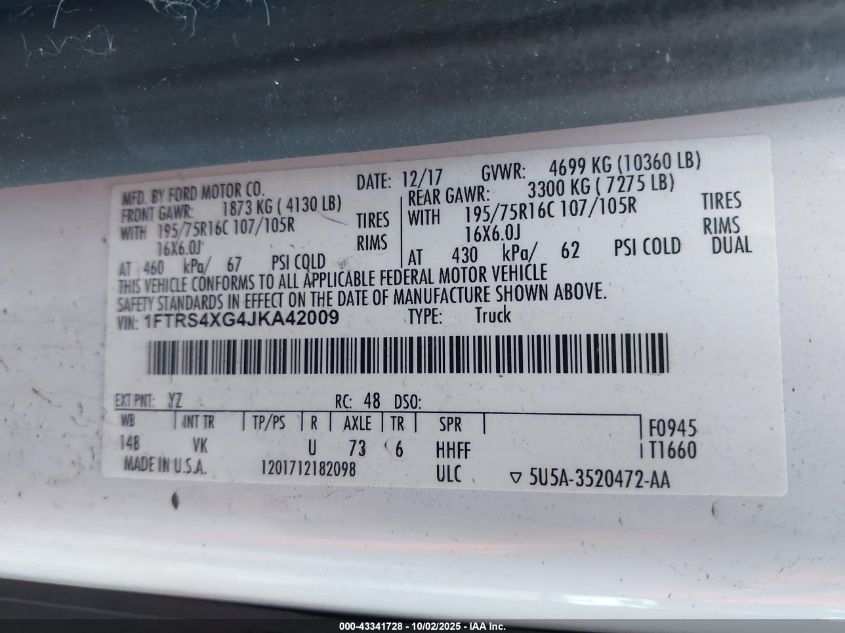 MFD. BY FORD MOTOR CO.
DATE: 12/17
GVWR: 4699 KG (10360 LB)
FRONT GAWR: 1873 KG ( 4130 LB)
REAR GAWR: 3300 KG ( 7275 LB)
WITH 195/75R16C 107/105R TIRES
WITH 195/75R16C 107/105R TIRES
16X6.0J RIMS
16X6.0J RIMS
AT 460 kPa/ 67 PSI COLD
AT 430 kPa/ 62 PSI COLD DUAL
THIS VEHICLE CONFORMS TO ALL APPLICABLE FEDERAL MOTOR VEHICLE
SAFETY STANDARDS IN EFFECT ON THE DATE OF MANUFACTURE SHOWN ABOVE.
VIN: 1FTRS4XG4JKA42009 TYPE: Truck
EXT PNT: YZ RC: 48 DSO:
WB INT TR TP/PS R AXLE TR SPR F0945
148 VK U 73 6 HHFF T1660
MADE IN U.S.A. 1201712182098 ULC ▽ 5U5A-3520472-AA
000-43341728 - 10/02/2025 - IAA Inc.